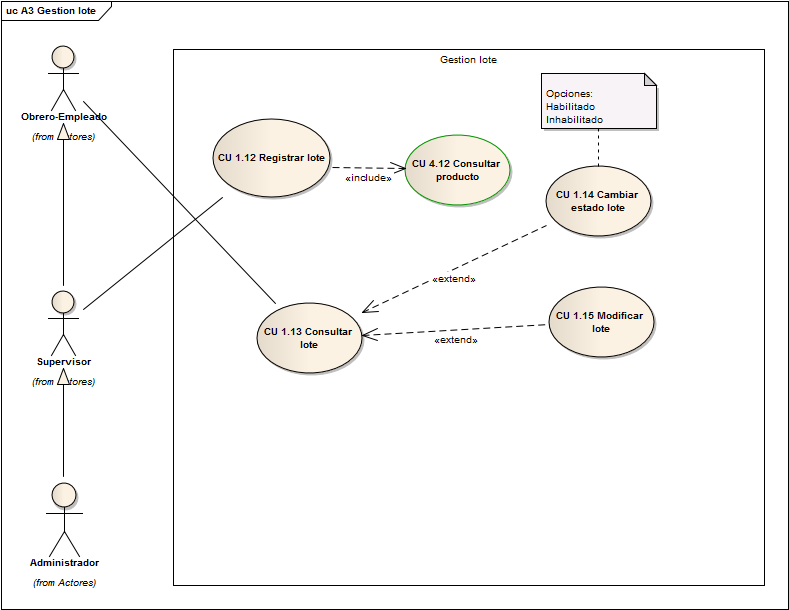 uc A3 Gestion lote
Gestion lote
Obrero-Empleado
(from Actores)
Opciones:
Habilitado
Inhabilitado
CU 1.12 Registrar lote
«include»
CU 4.12 Consultar
producto
CU 1.14 Cambiar
estado lote
«extend»
CU 1.13 Consultar
lote
«extend»
CU 1.15 Modificar
lote
Supervisor
(from Actores)
Administrador
(from Actores)